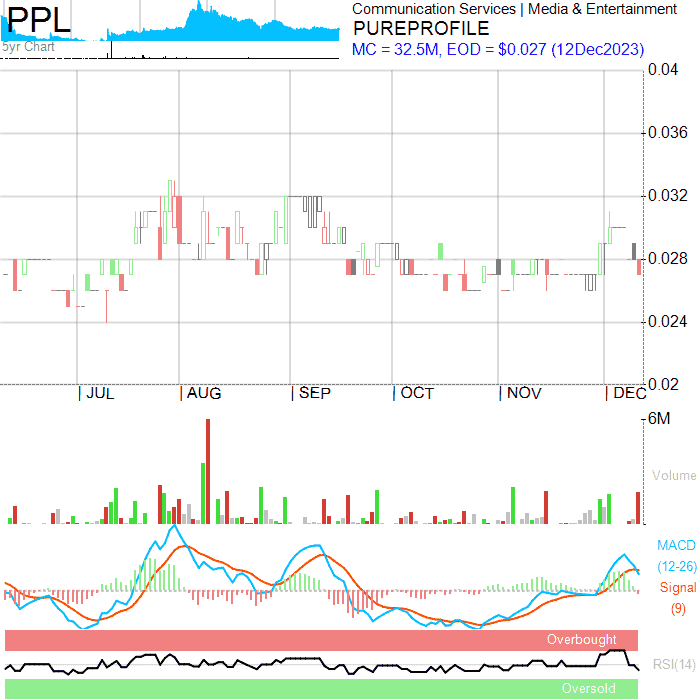 PPL
5yr Chart
Communication Services | Media & Entertainment
PUREPROFILE
MC = 32.5M, EOD = $0.027 (12Dec2023)
0.04
0.036
0.032
0.028
0.024
0.02
| JUL | AUG | SEP | OCT | NOV | DEC
6M
Volume
MACD
(12-26)
Signal
(9)
Overbought
RSI(14)
Oversold